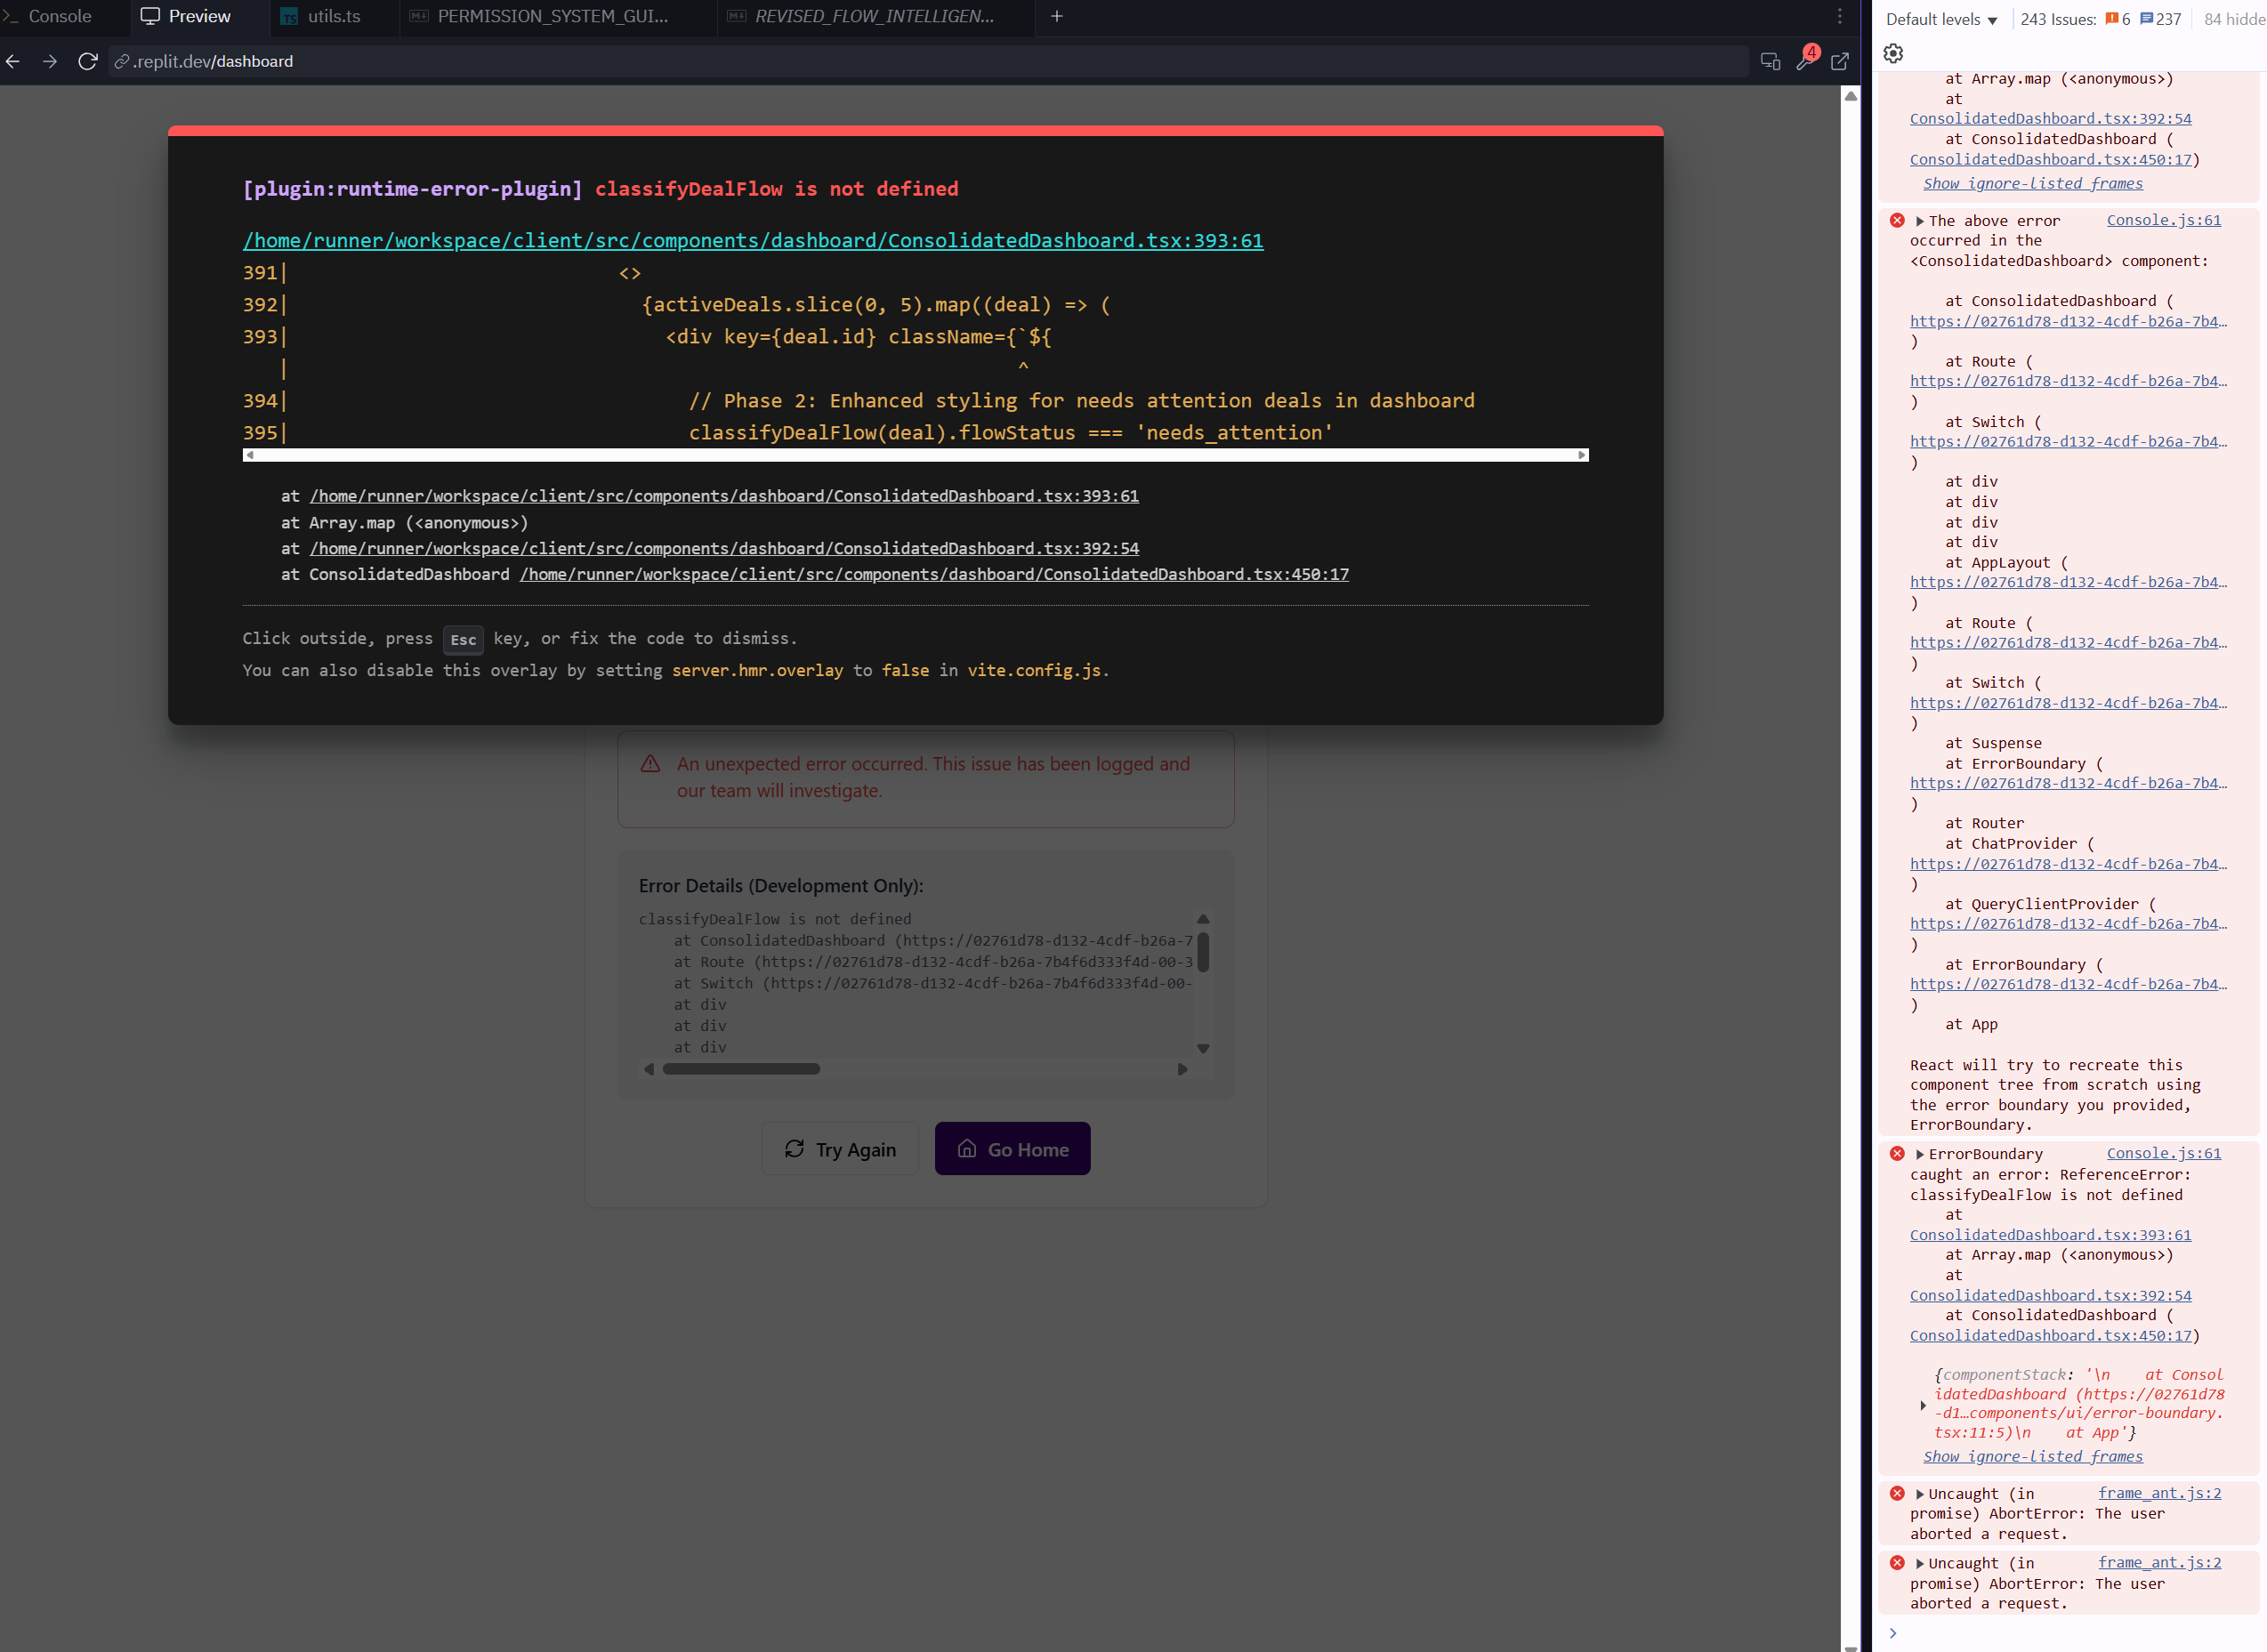 Console
Preview
TS utils.ts
PERMISSION_SYSTEM_GUI...
REVISED_FLOW_INTELLIGEN...
.replit.dev/dashboard
4
[plugin:runtime-error-plugin] classifyDealFlow is not defined
/home/runner/workspace/client/src/components/dashboard/ConsolidatedDashboard.tsx:393:61
391|                            <>
392|                              {activeDeals.slice(0, 5).map((deal) => (
393|                                <div key={deal.id} className={`${
   |                                                              ^
394|                                  // Phase 2: Enhanced styling for needs attention deals in dashboard
395|                                  classifyDealFlow(deal).flowStatus === 'needs_attention'
at /home/runner/workspace/client/src/components/dashboard/ConsolidatedDashboard.tsx:393:61
at Array.map (<anonymous>)
at /home/runner/workspace/client/src/components/dashboard/ConsolidatedDashboard.tsx:392:54
at ConsolidatedDashboard /home/runner/workspace/client/src/components/dashboard/ConsolidatedDashboard.tsx:450:17
Click outside, press Esc key, or fix the code to dismiss.
You can also disable this overlay by setting server.hmr.overlay to false in vite.config.js.
An unexpected error occurred. This issue has been logged and
our team will investigate.
Error Details (Development Only):
classifyDealFlow is not defined
at ConsolidatedDashboard (https://02761d78-d132-4cdf-b26a-7
at Route (https://02761d78-d132-4cdf-b26a-7b4f6d333f4d-00-3
at Switch (https://02761d78-d132-4cdf-b26a-7b4f6d333f4d-00-
at div
at div
at div
Try Again
Go Home
Default levels ▼
243 Issues: 6 237
84 hidde
at Array.map (<anonymous>)
at
ConsolidatedDashboard.tsx:392:54
at ConsolidatedDashboard (
ConsolidatedDashboard.tsx:450:17)
Show ignore-listed frames
The above error Console.js:61
occurred in the
<ConsolidatedDashboard> component:
at ConsolidatedDashboard (
https://02761d78-d132-4cdf-b26a-7b4…
)
at Route (
https://02761d78-d132-4cdf-b26a-7b4…
)
at Switch (
https://02761d78-d132-4cdf-b26a-7b4…
)
at div
at div
at div
at div
at AppLayout (
https://02761d78-d132-4cdf-b26a-7b4…
)
at Route (
https://02761d78-d132-4cdf-b26a-7b4…
)
at Switch (
https://02761d78-d132-4cdf-b26a-7b4…
)
at Suspense
at ErrorBoundary (
https://02761d78-d132-4cdf-b26a-7b4…
)
at Router
at ChatProvider (
https://02761d78-d132-4cdf-b26a-7b4…
)
at QueryClientProvider (
https://02761d78-d132-4cdf-b26a-7b4…
)
at ErrorBoundary (
https://02761d78-d132-4cdf-b26a-7b4…
)
at App
React will try to recreate this
component tree from scratch using
the error boundary you provided,
ErrorBoundary.
ErrorBoundary Console.js:61
caught an error: ReferenceError:
classifyDealFlow is not defined
at
ConsolidatedDashboard.tsx:393:61
at Array.map (<anonymous>)
at
ConsolidatedDashboard.tsx:392:54
at ConsolidatedDashboard (
ConsolidatedDashboard.tsx:450:17)
{componentStack: '\n    at Consol
idatedDashboard (https://02761d78
-d1…components/ui/error-boundary.
tsx:11:5)\n    at App'}
Show ignore-listed frames
Uncaught (in frame_ant.js:2
promise) AbortError: The user
aborted a request.
Uncaught (in frame_ant.js:2
promise) AbortError: The user
aborted a request.